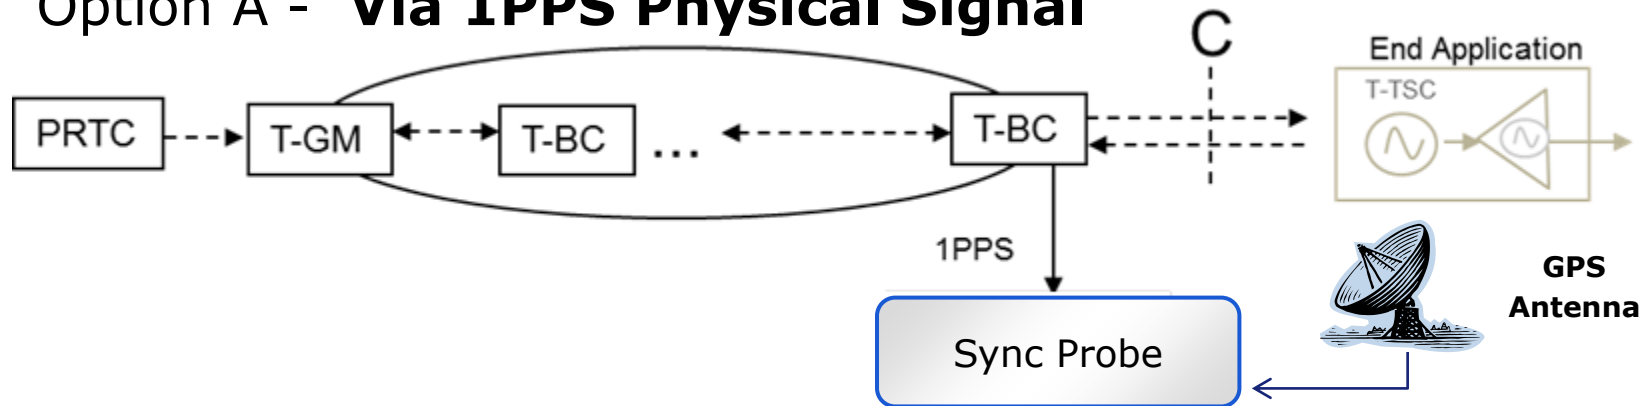 Option A - Via 1PPS Physical Signal
C
End Application
T-TSC
PRTC
T-GM
T-BC
...
T-BC
1PPS
GPS
Antenna
Sync Probe